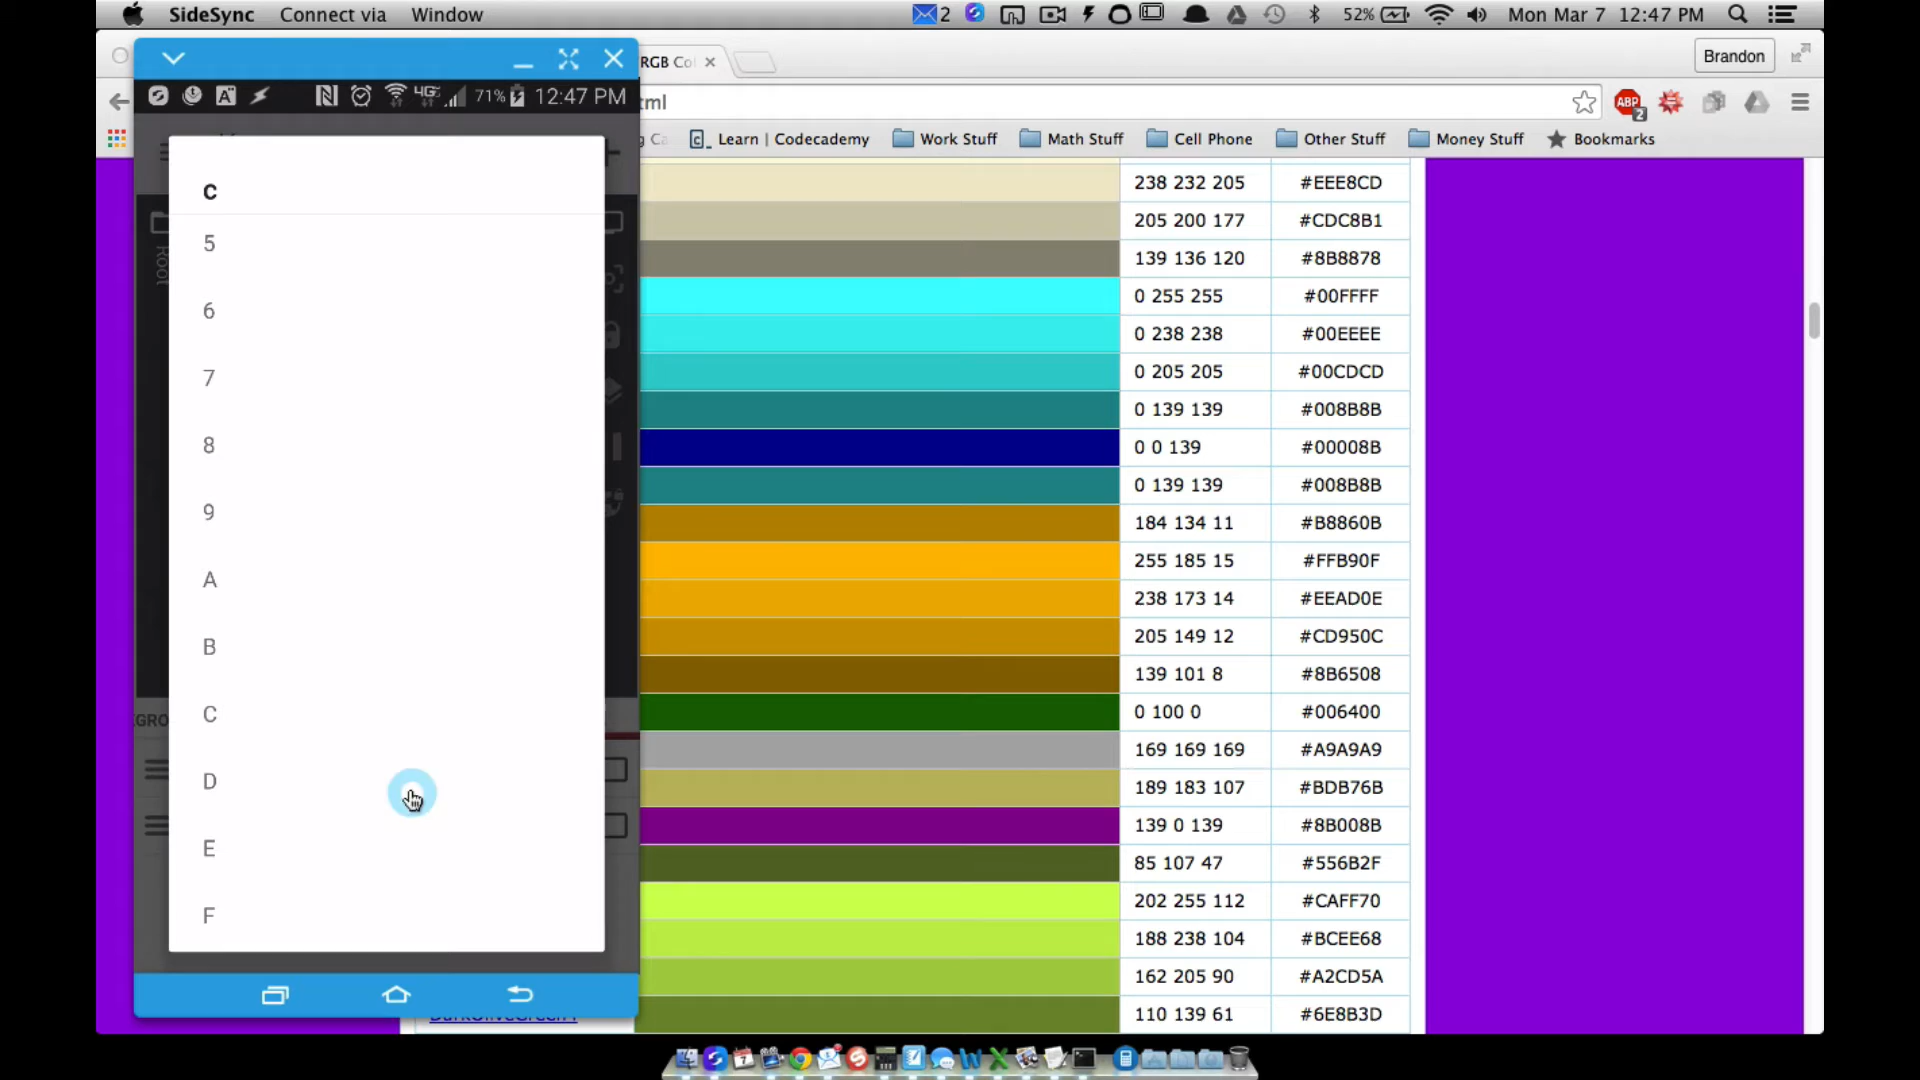 SideSync Connect via Window 2 52% Mon Mar 7 12:47 PM
RGB Co
Brandon
A 4G 71% 12:47 PM
ml
ABP 2
Learn | Codecademy Work Stuff Math Stuff Cell Phone Other Stuff Money Stuff Bookmarks
c
5
6
7
8
9
A
B
C
D
E
F
Root
GRO
238 232 205 #EEE8CD
205 200 177 #CDC8B1
139 136 120 #8B8878
0 255 255 #00FFFF
0 238 238 #00EEEE
0 205 205 #00CDCD
0 139 139 #008B8B
0 0 139 #00008B
0 139 139 #008B8B
184 134 11 #B8860B
255 185 15 #FFB90F
238 173 14 #EEAD0E
205 149 12 #CD950C
139 101 8 #8B6508
0 100 0 #006400
169 169 169 #A9A9A9
189 183 107 #BDB76B
139 0 139 #8B008B
85 107 47 #556B2F
202 255 112 #CAFF70
188 238 104 #BCEE68
162 205 90 #A2CD5A
110 139 61 #6E8B3D